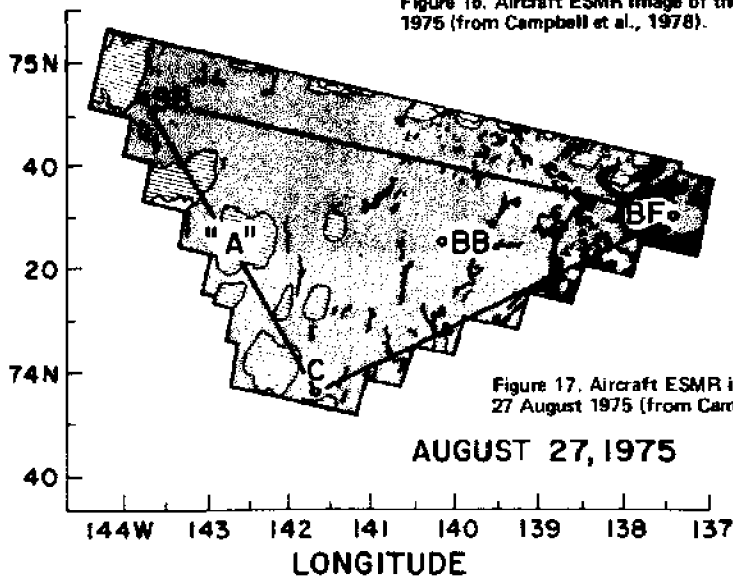 Figure 16. Aircraft ESMR image of th
1975 (from Campbell et al., 1978).
75N
40
"A"
BB
BF
20
74N
C
Figure 17. Aircraft ESMR i
27 August 1975 (from Cam
AUGUST 27, 1975
40
144W 143 142 141 140 139 138 137
LONGITUDE